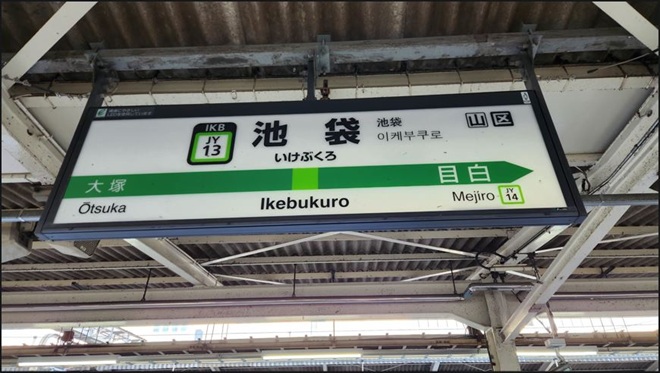 IKB
JY
13
池袋
いけぶくろ
池袋
이케부쿠로
山区
大塚
Ōtsuka
Ikebukuro
目白
Mejiro
JY
14